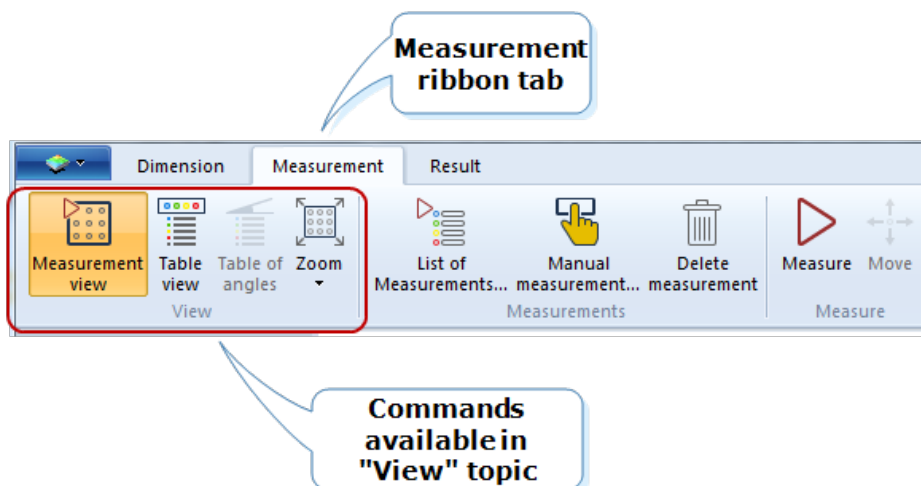 Measurement
ribbon tab
Dimension Measurement Result
Measurement Table Table of Zoom List of Manual Delete Measure Move
view view angles Measurements... measurement... measurement
View Measurements Measure
Commands
available in
"View" topic